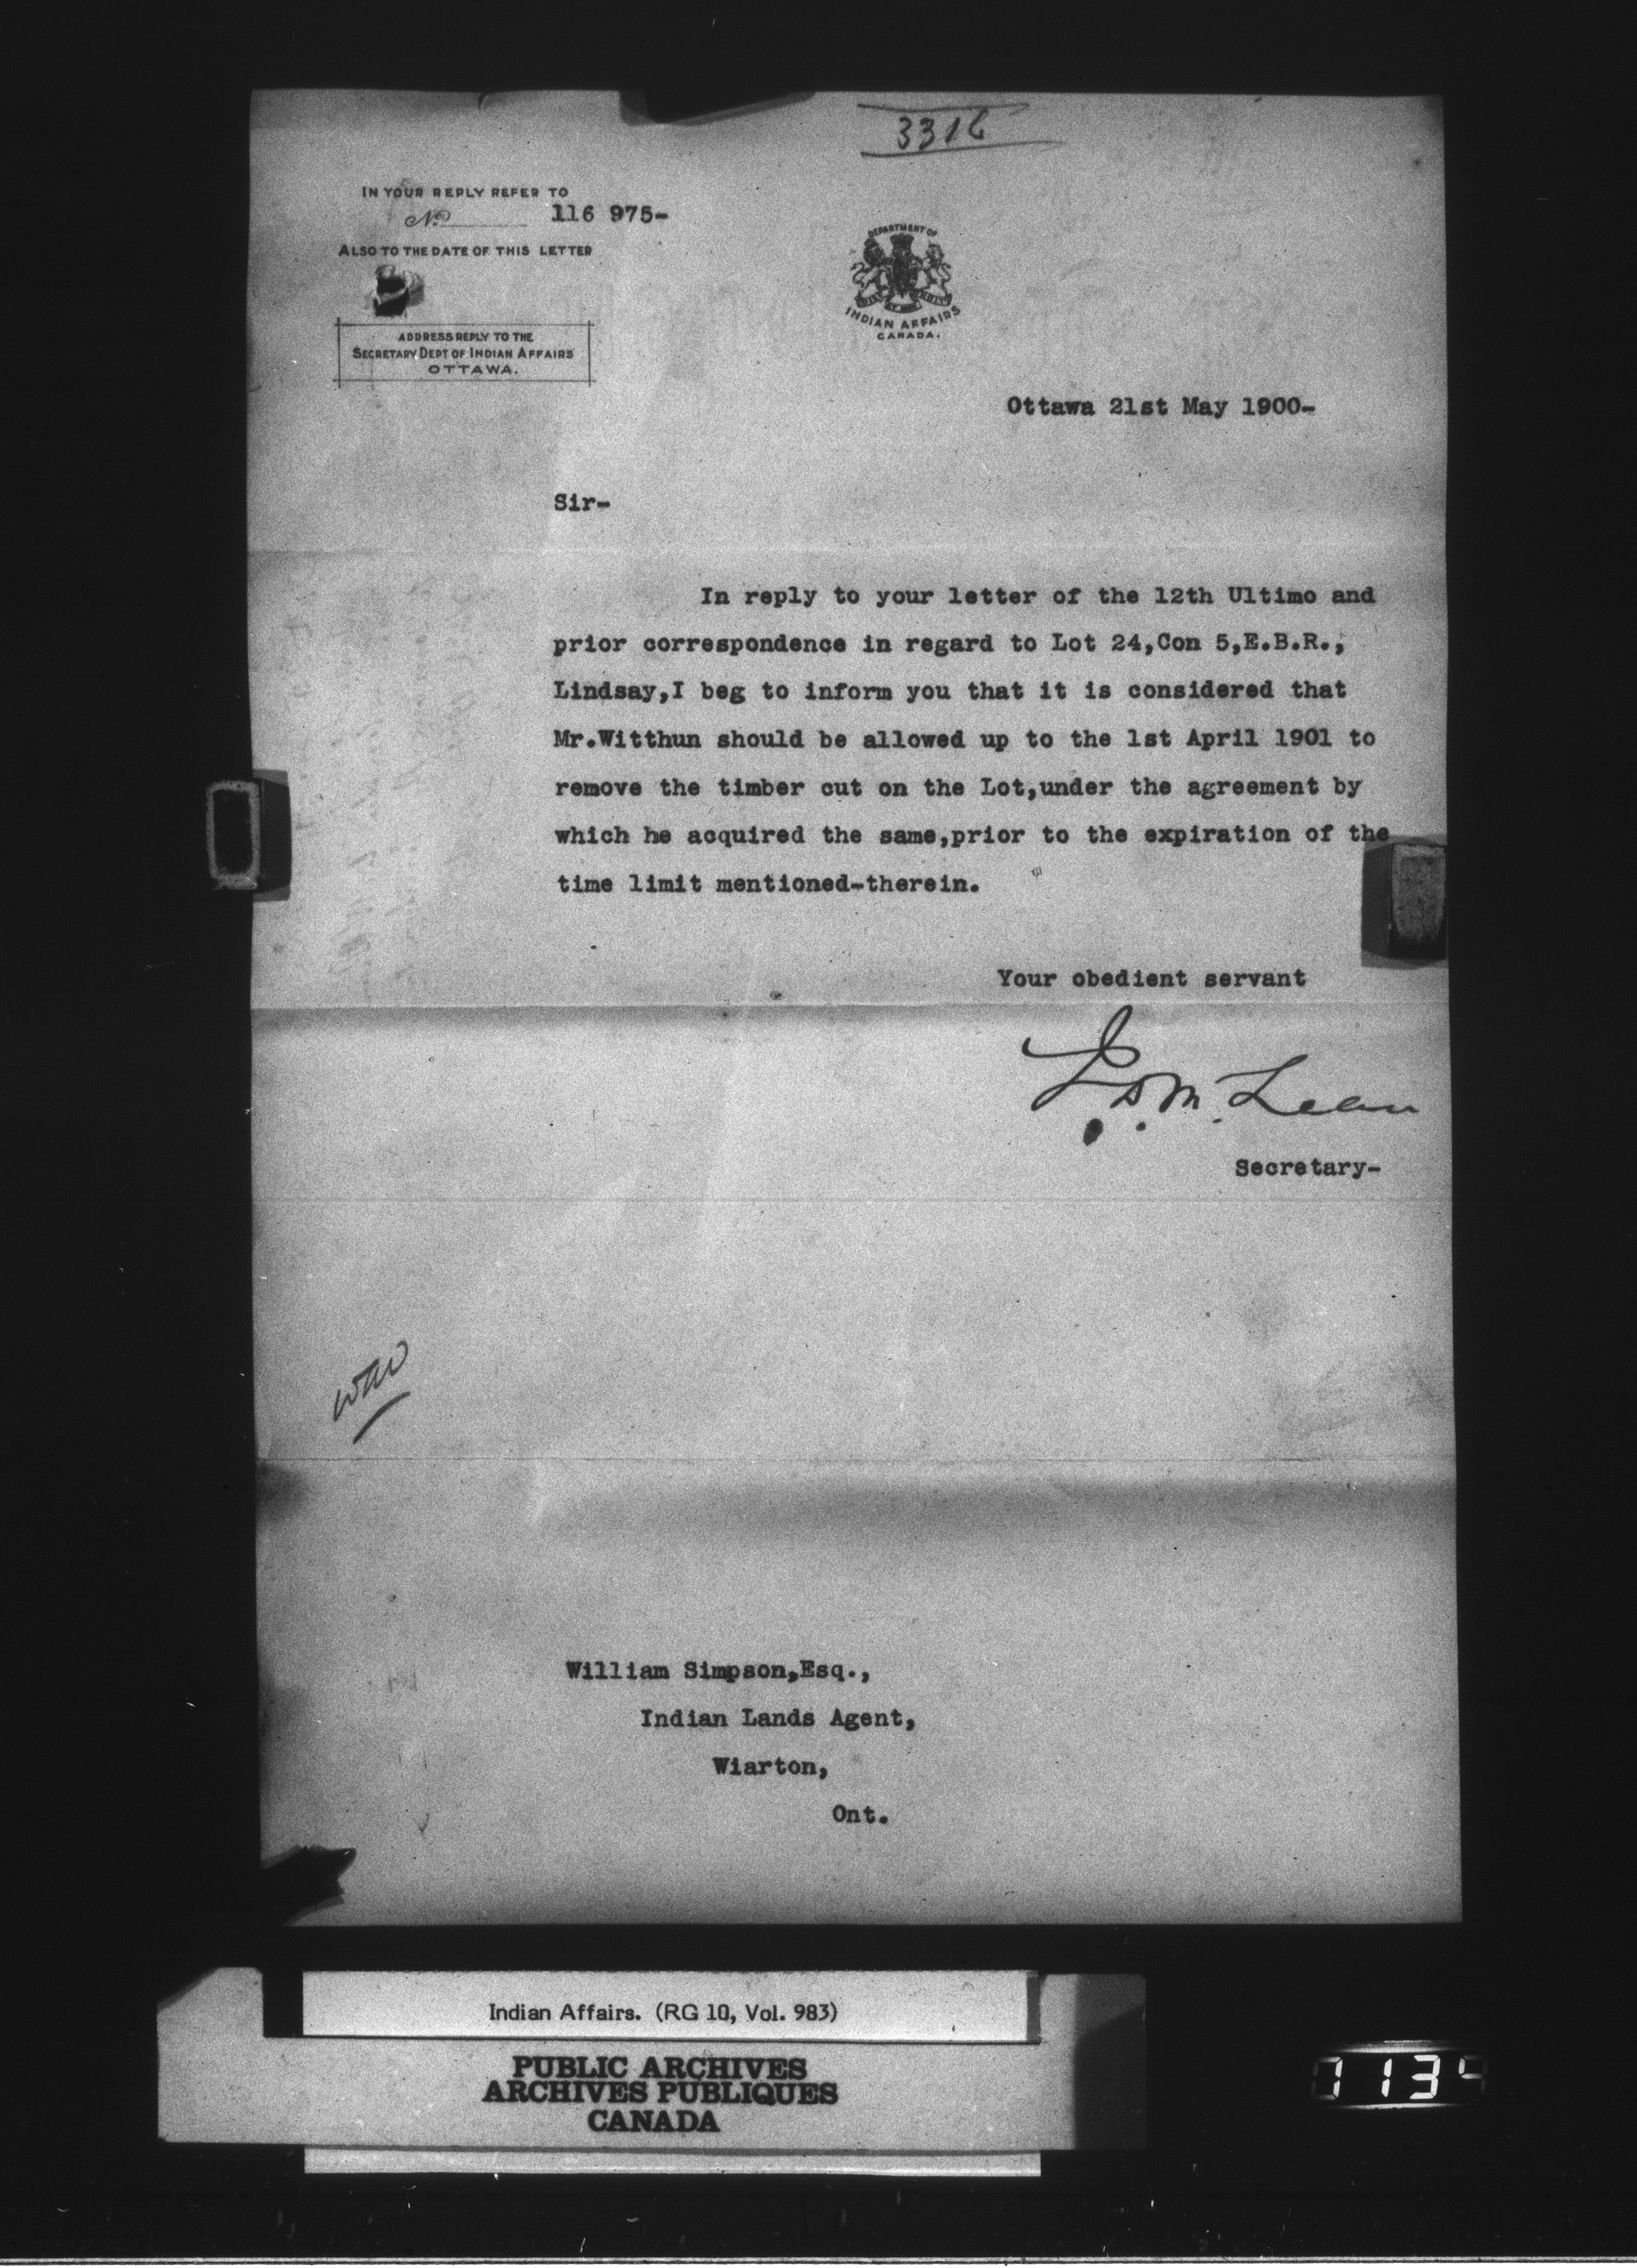 3316
IN YOUR REPLY REFER TO
No. 116 975-
ALSO TO THE DATE OF THIS LETTER
ADDRESS REPLY TO THE
SECRETARY DEPT OF INDIAN AFFAIRS
OTTAWA.
DEPARTMENT OF
INDIAN AFFAIRS
CANADA.
Ottawa 21st May 1900-
Sir-
In reply to your letter of the 12th Ultimo and
prior correspondence in regard to Lot 24,Con 5,E.B.R.,
Lindsay,I beg to inform you that it is considered that
Mr.Witthun should be allowed up to the 1st April 1901 to
remove the timber cut on the Lot,under the agreement by
which he acquired the same,prior to the expiration of the
time limit mentioned-therein.
Your obedient servant
J.D.McLean
Secretary-
William Simpson,Esq.,
Indian Lands Agent,
Wiarton,
Ont.
Indian Affairs. (RG 10, Vol. 983)
PUBLIC ARCHIVES
ARCHIVES PUBLIQUES
CANADA